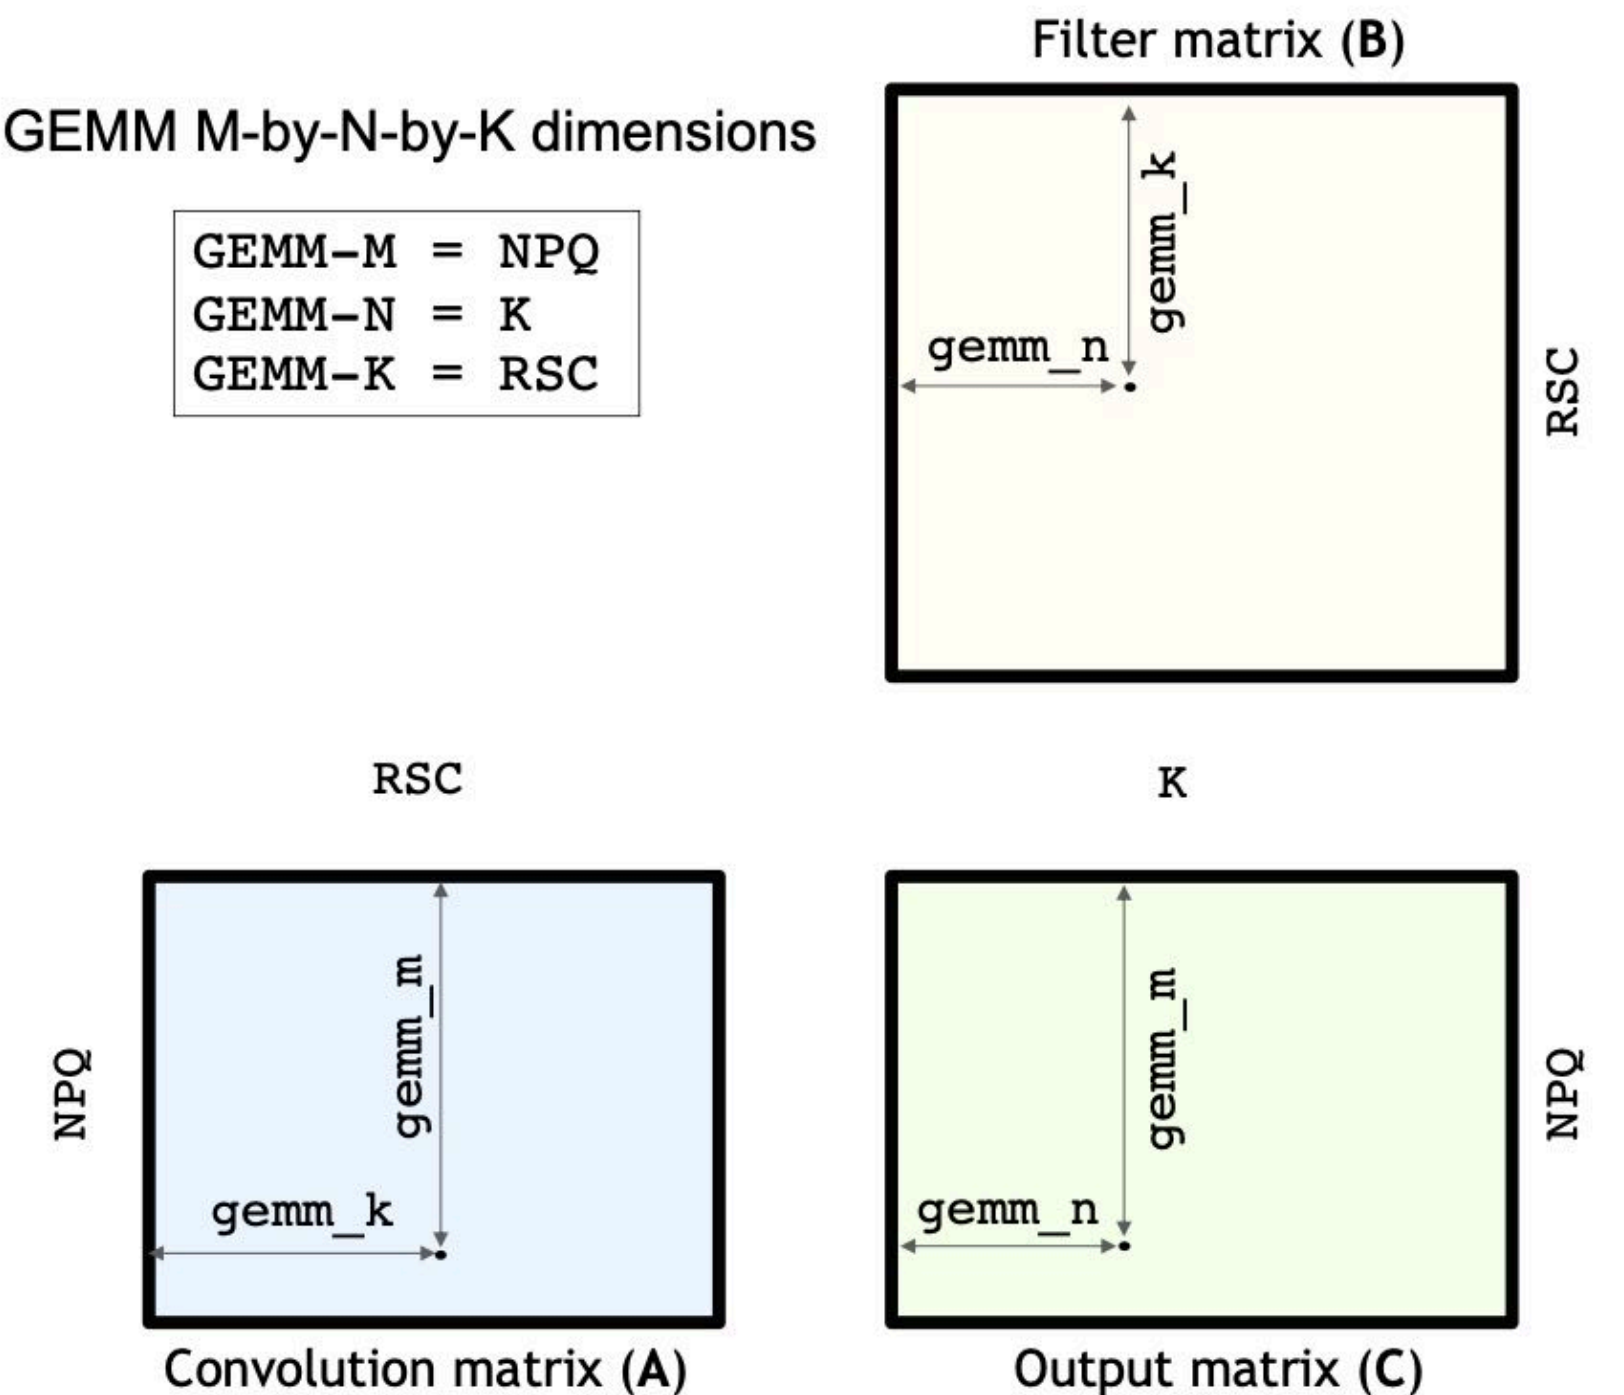 Filter matrix (B)
GEMM M-by-N-by-K dimensions
GEMM-M = NPQ
GEMM-N = K
GEMM-K = RSC
gemm_k
gemm_n
RSC
RSC
K
NPQ
gemm_m
gemm_k
gemm_m
gemm_n
NPQ
Convolution matrix (A)
Output matrix (C)